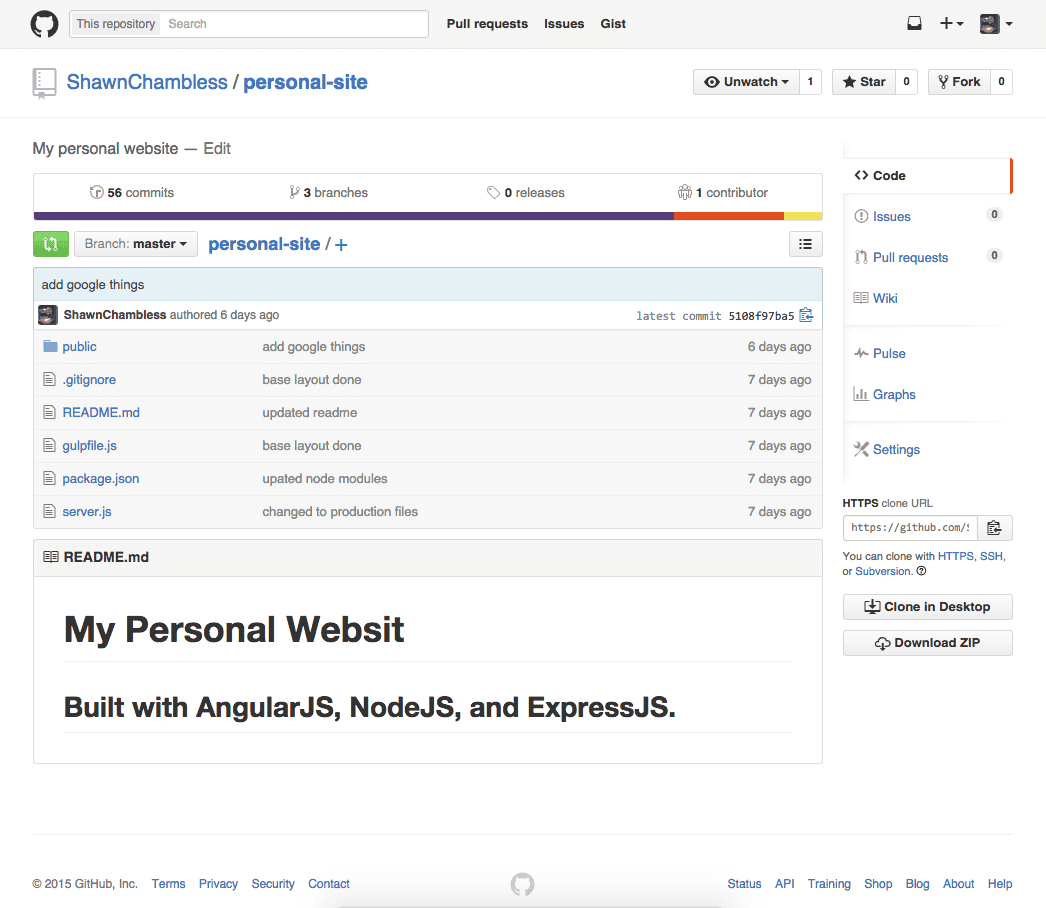 This repository Search Pull requests Issues Gist
ShawnChambless / personal-site Unwatch 1 Star 0 Fork 0
My personal website — Edit
56 commits 3 branches 0 releases 1 contributor
Branch: master personal-site / +
add google things
ShawnChambless authored 6 days ago latest commit 5108f97ba5
public add google things 6 days ago
.gitignore base layout done 7 days ago
README.md updated readme 7 days ago
gulpfile.js base layout done 7 days ago
package.json upated node modules 7 days ago
server.js changed to production files 7 days ago
README.md
My Personal Websit
Built with AngularJS, NodeJS, and ExpressJS.
Code
Issues 0
Pull requests 0
Wiki
Pulse
Graphs
Settings
HTTPS clone URL
https://github.com/S
You can clone with HTTPS, SSH,
or Subversion.
Clone in Desktop
Download ZIP
© 2015 GitHub, Inc. Terms Privacy Security Contact Status API Training Shop Blog About Help